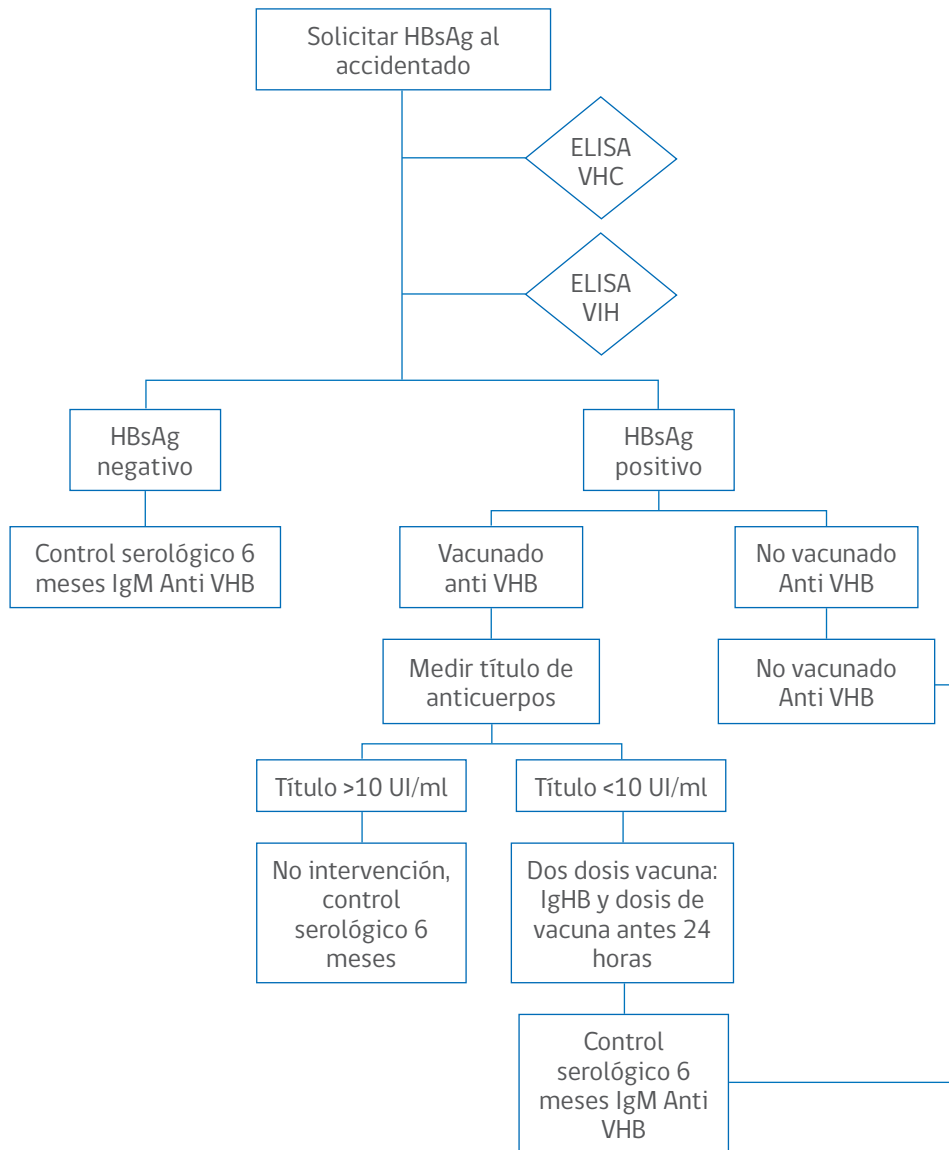 Solicitar HBsAg al
accidentado
ELISA
VHC
ELISA
VIH
HBsAg
negativo
HBsAg
positivo
Control serológico 6
meses IgM Anti VHB
Vacunado
anti VHB
No vacunado
Anti VHB
Medir título de
anticuerpos
No vacunado
Anti VHB
Título >10 UI/ml
Título <10 UI/ml
No intervención,
control
serológico 6
meses
Dos dosis vacuna:
IgHB y dosis de
vacuna antes 24
horas
Control
serológico 6
meses IgM Anti
VHB